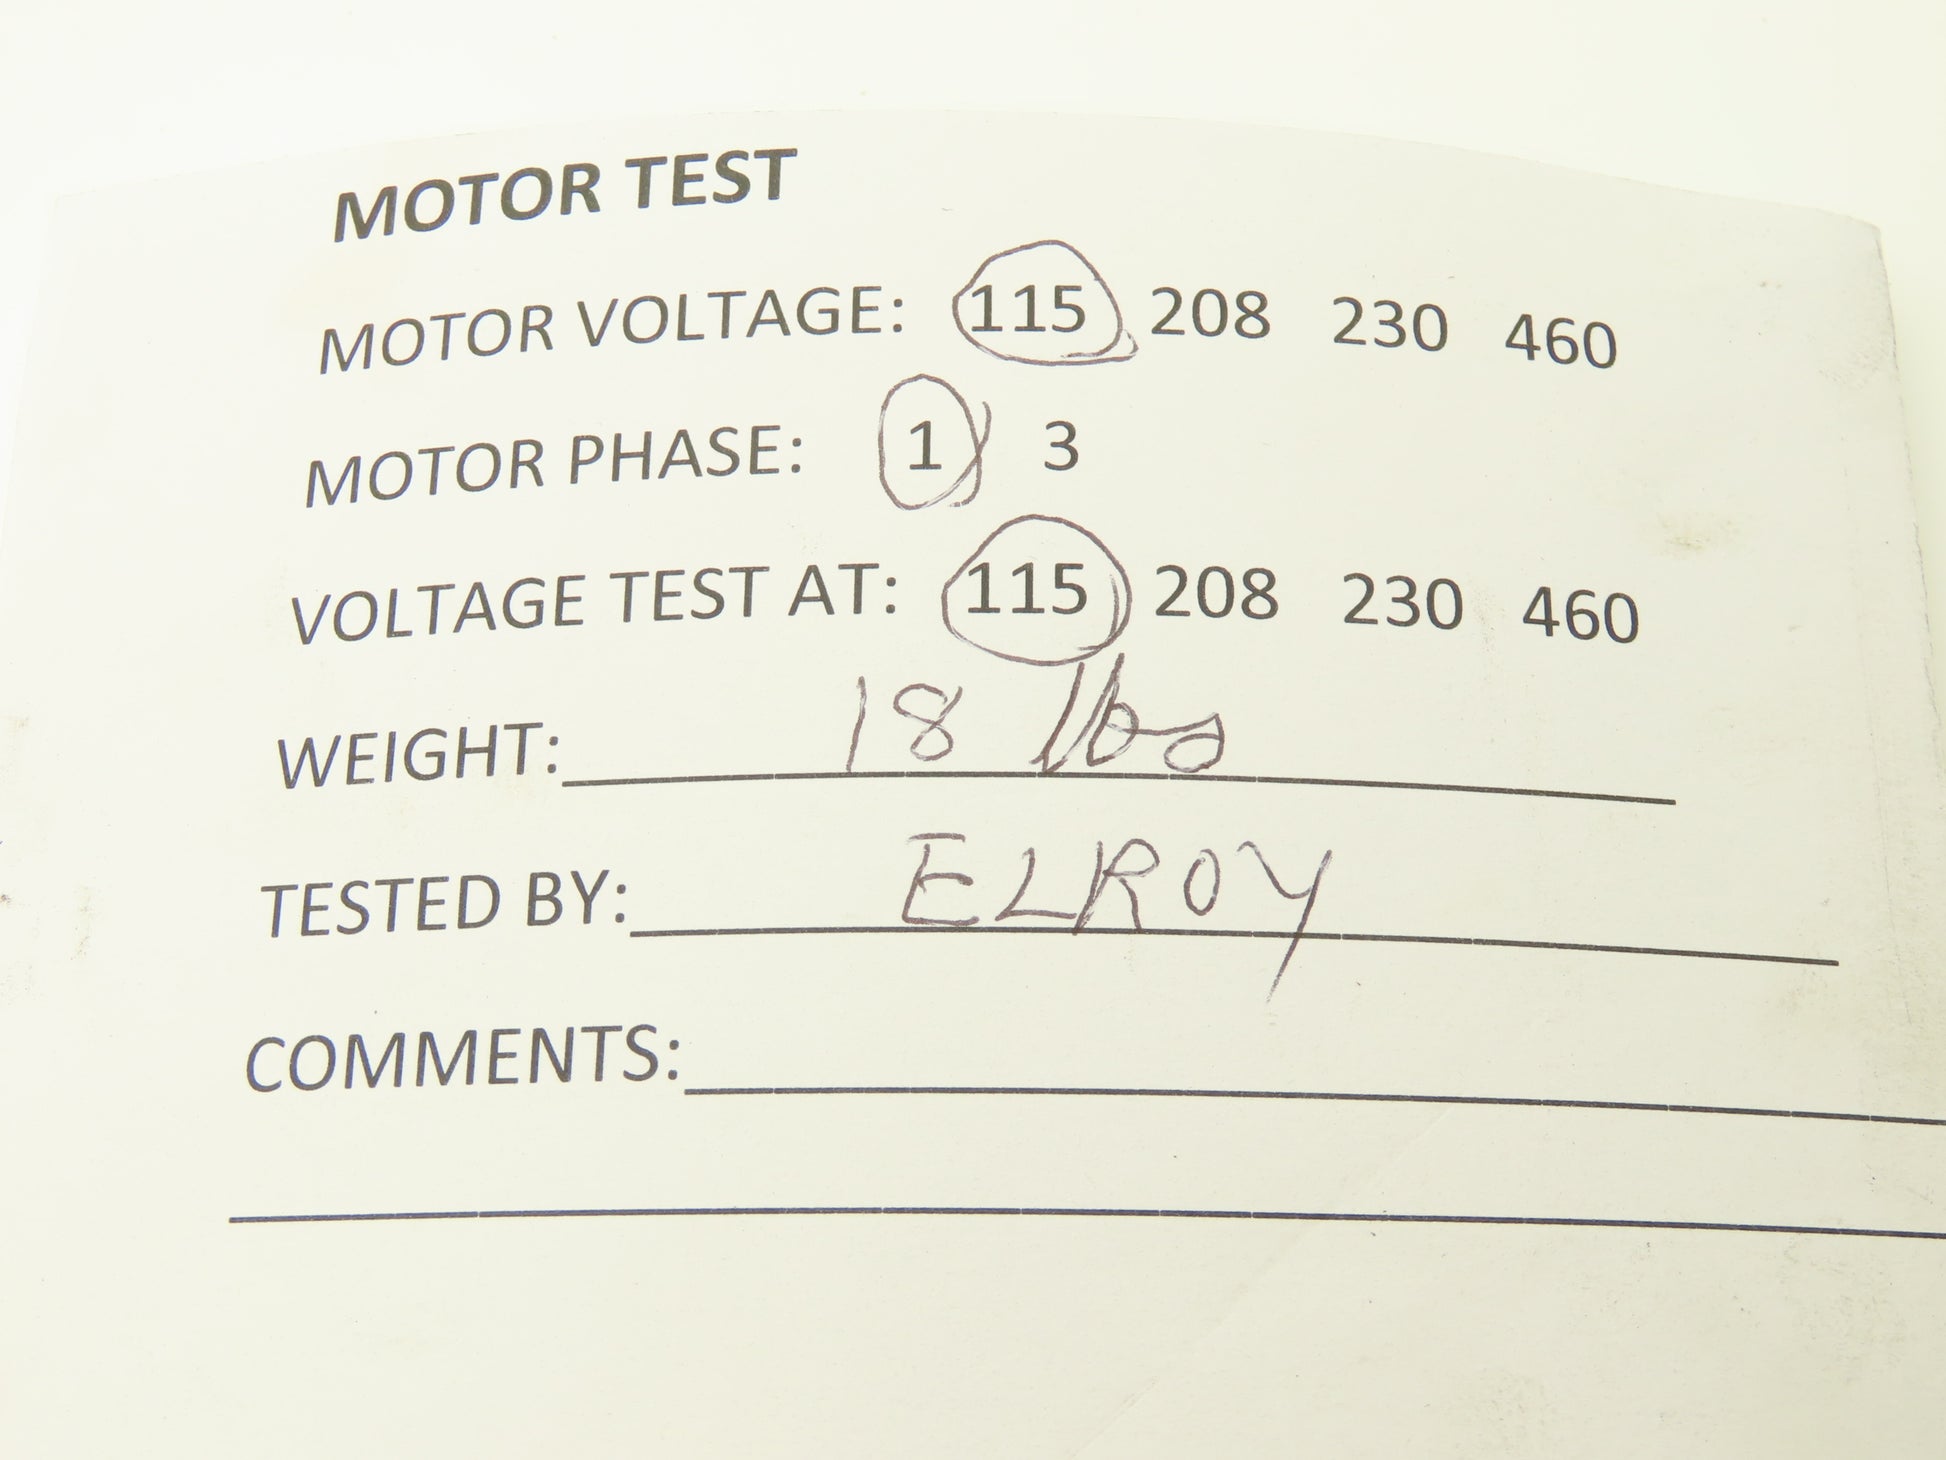 MOTOR TEST
MOTOR VOLTAGE: 115 208 230 460
MOTOR PHASE: 1 3
VOLTAGE TEST AT: 115 208 230 460
WEIGHT: 18 lbs
TESTED BY: ELROY
COMMENTS: